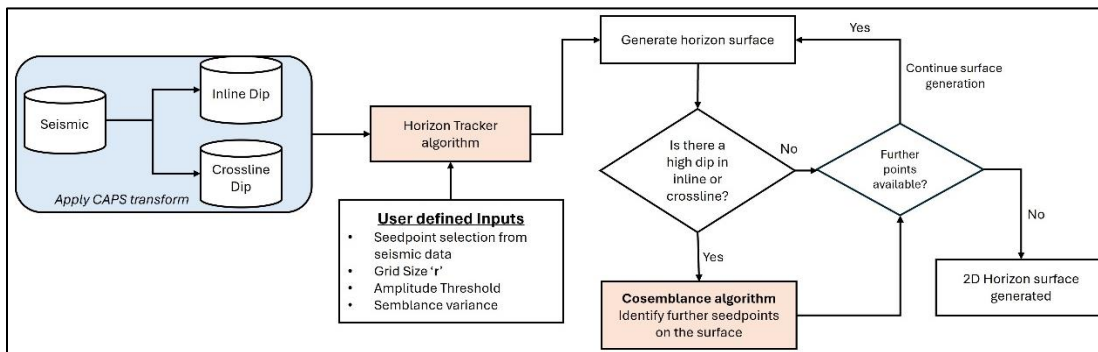 Seismic
Inline Dip
Crossline
Dip
Apply CAPS transform
Horizon Tracker
algorithm
User defined Inputs
• Seedpoint selection from
seismic data
• Grid Size ‘r’
• Amplitude Threshold
• Semblance variance
Generate horizon surface
Is there a
high dip in
inline or
crossline?
No
Yes
Cosemblance algorithm
Identify further seedpoints
on the surface
Further
points
available?
Yes
Continue surface
generation
No
2D Horizon surface
generated